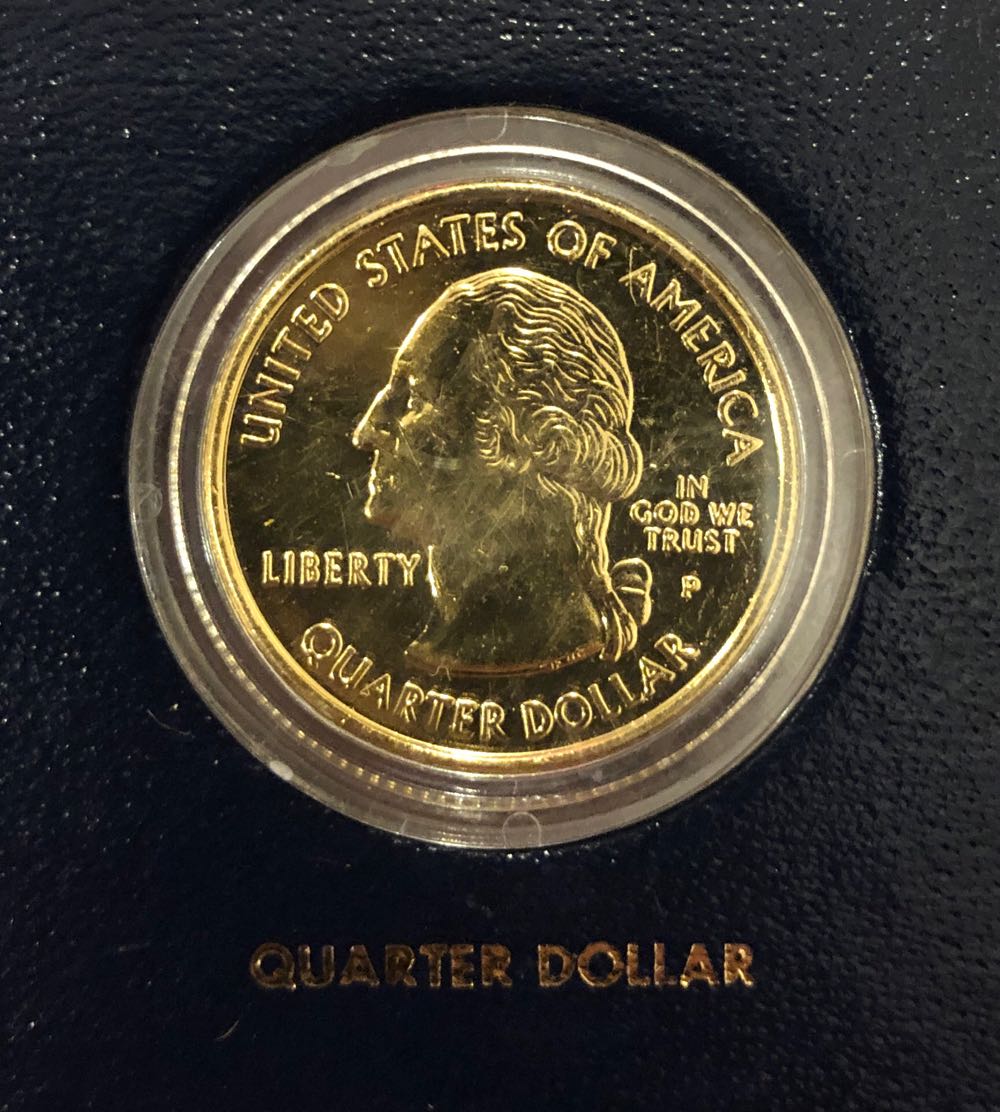 UNITED STATES OF AMERICA
IN
GOD WE
TRUST
LIBERTY
P
QUARTER DOLLAR
QUARTER DOLLAR